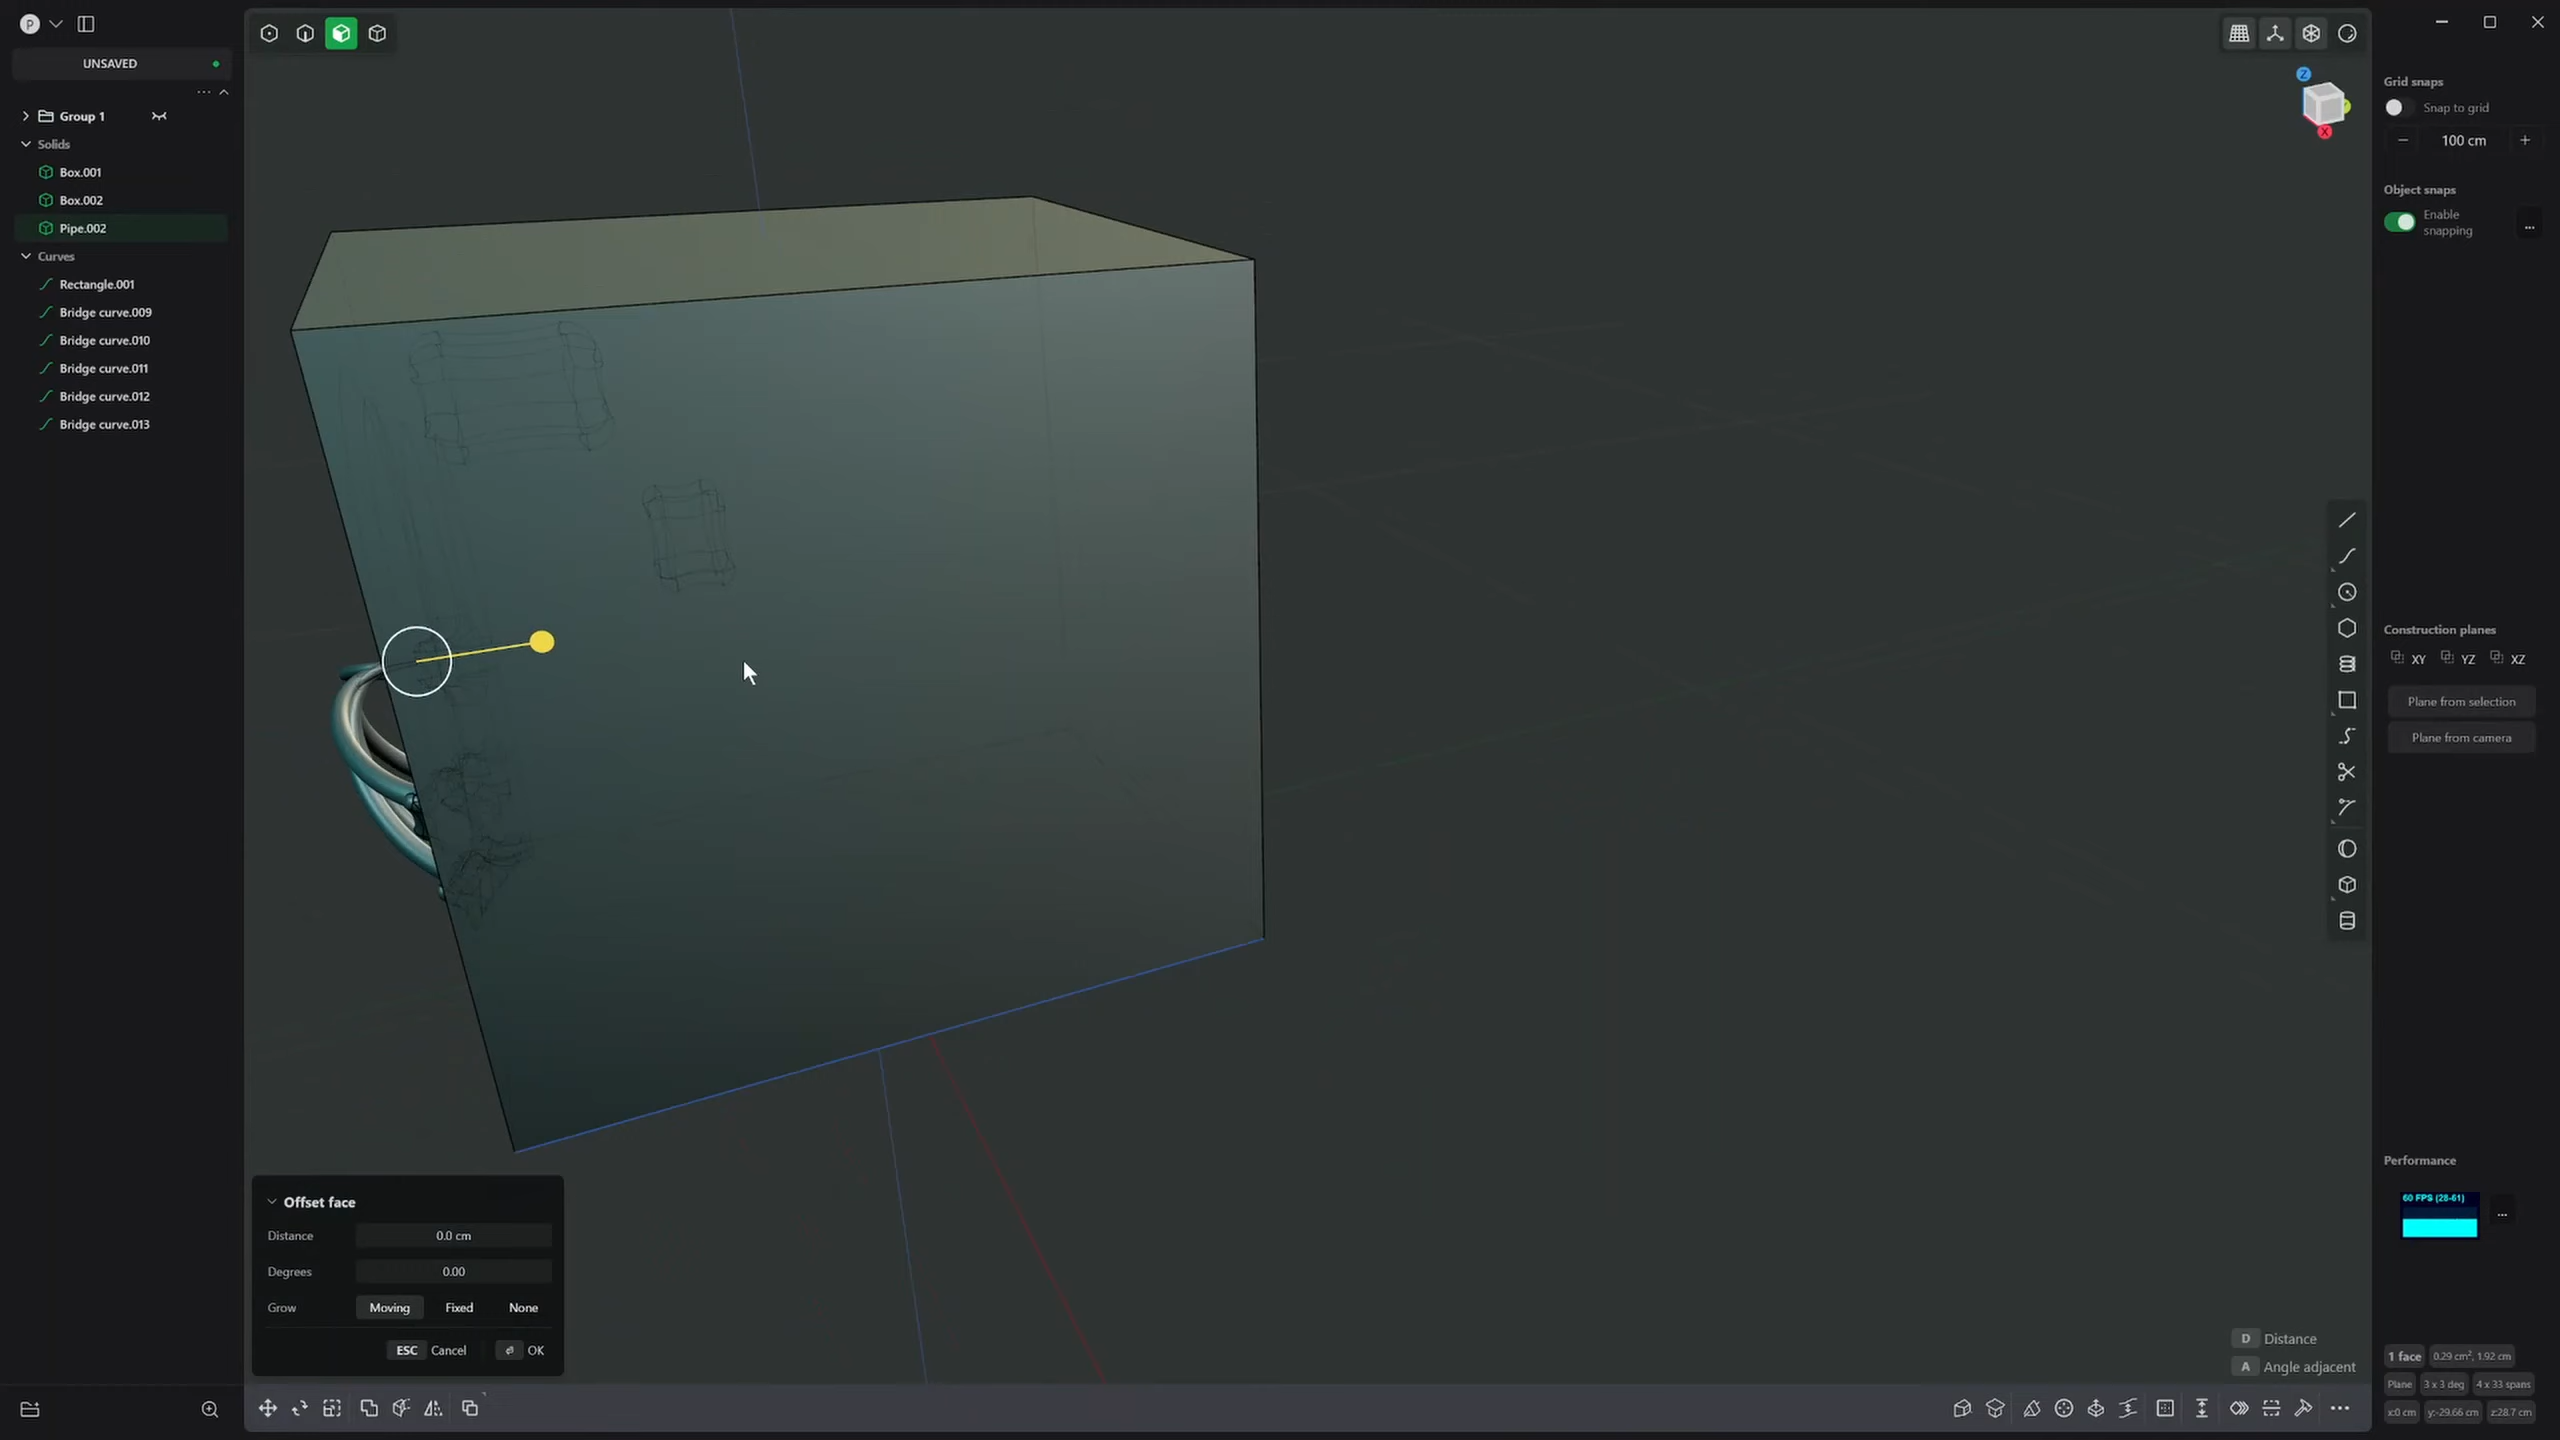 P
UNSAVED
Group 1
Solids
Box.001
Box.002
Pipe.002
Curves
Rectangle.001
Bridge curve.009
Bridge curve.010
Bridge curve.011
Bridge curve.012
Bridge curve.013
Z
X
Grid snaps
Snap to grid
100 cm
Object snaps
Enable
snapping
Construction planes
XY YZ XZ
Plane from selection
Plane from camera
Performance
60 FPS (28-61)
Offset face
Distance 0.0 cm
Degrees 0.00
Grow Moving Fixed None
ESC Cancel OK
D Distance
A Angle adjacent
1 face 0.29 cm², 1.92 cm
Plane 3 x 3 deg 4 x 33 spans
x:0 cm y:-29.66 cm z:28.7 cm